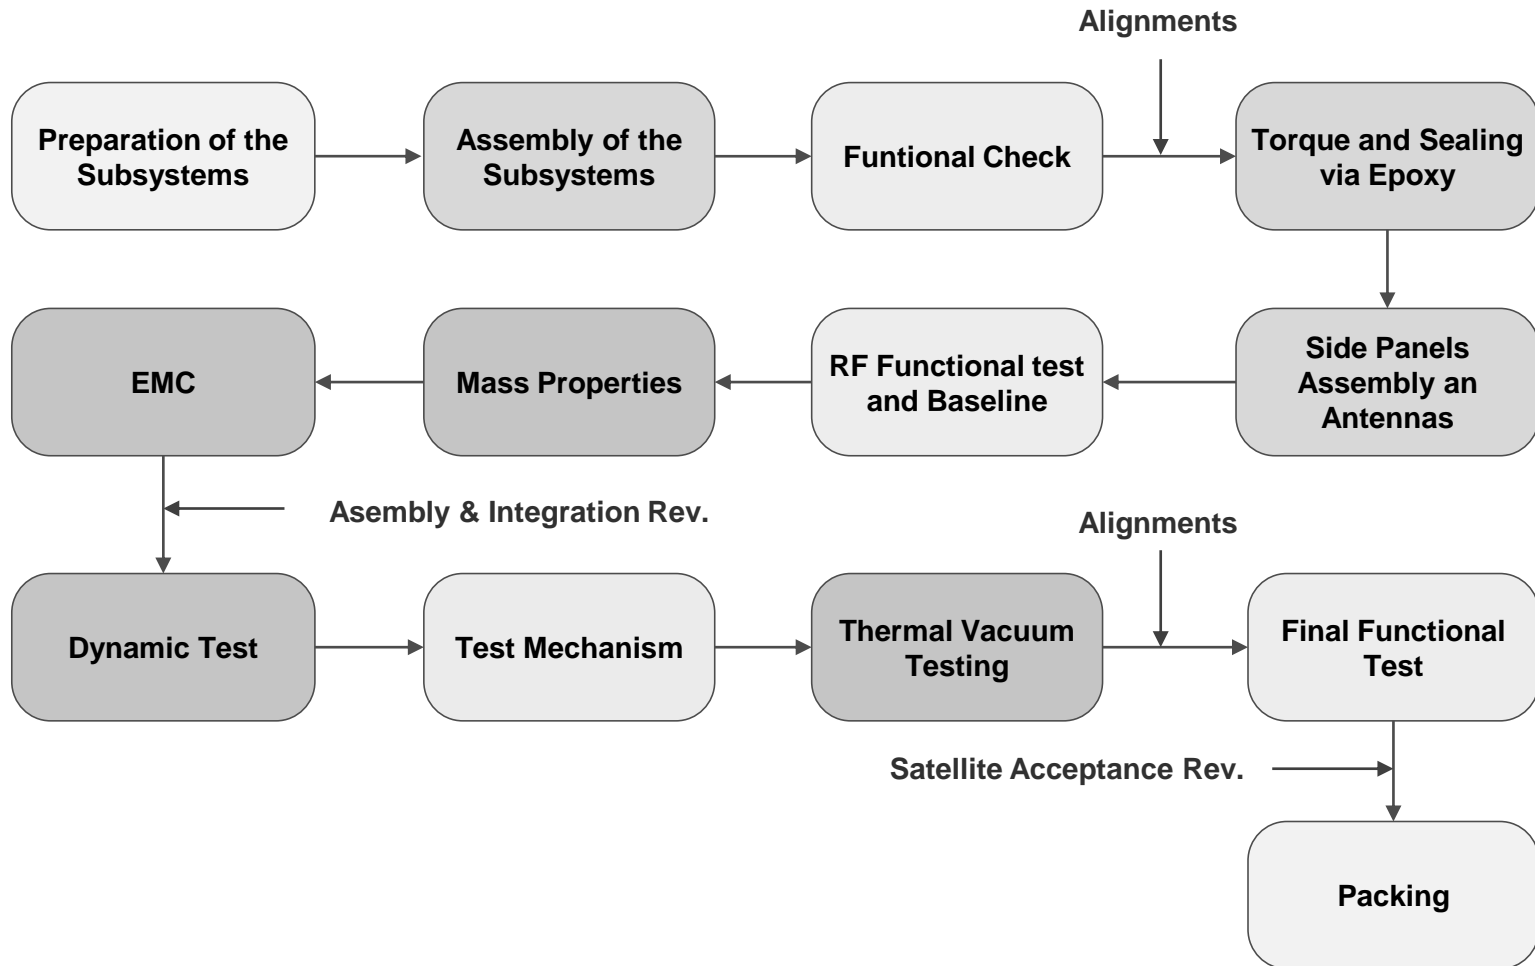 Alignments
Preparation of the
Subsystems
Assembly of the
Subsystems
Funtional Check
Torque and Sealing
via Epoxy
EMC
Mass Properties
RF Functional test
and Baseline
Side Panels
Assembly an
Antennas
Asembly & Integration Rev.
Alignments
Dynamic Test
Test Mechanism
Thermal Vacuum
Testing
Final Functional
Test
Satellite Acceptance Rev.
Packing